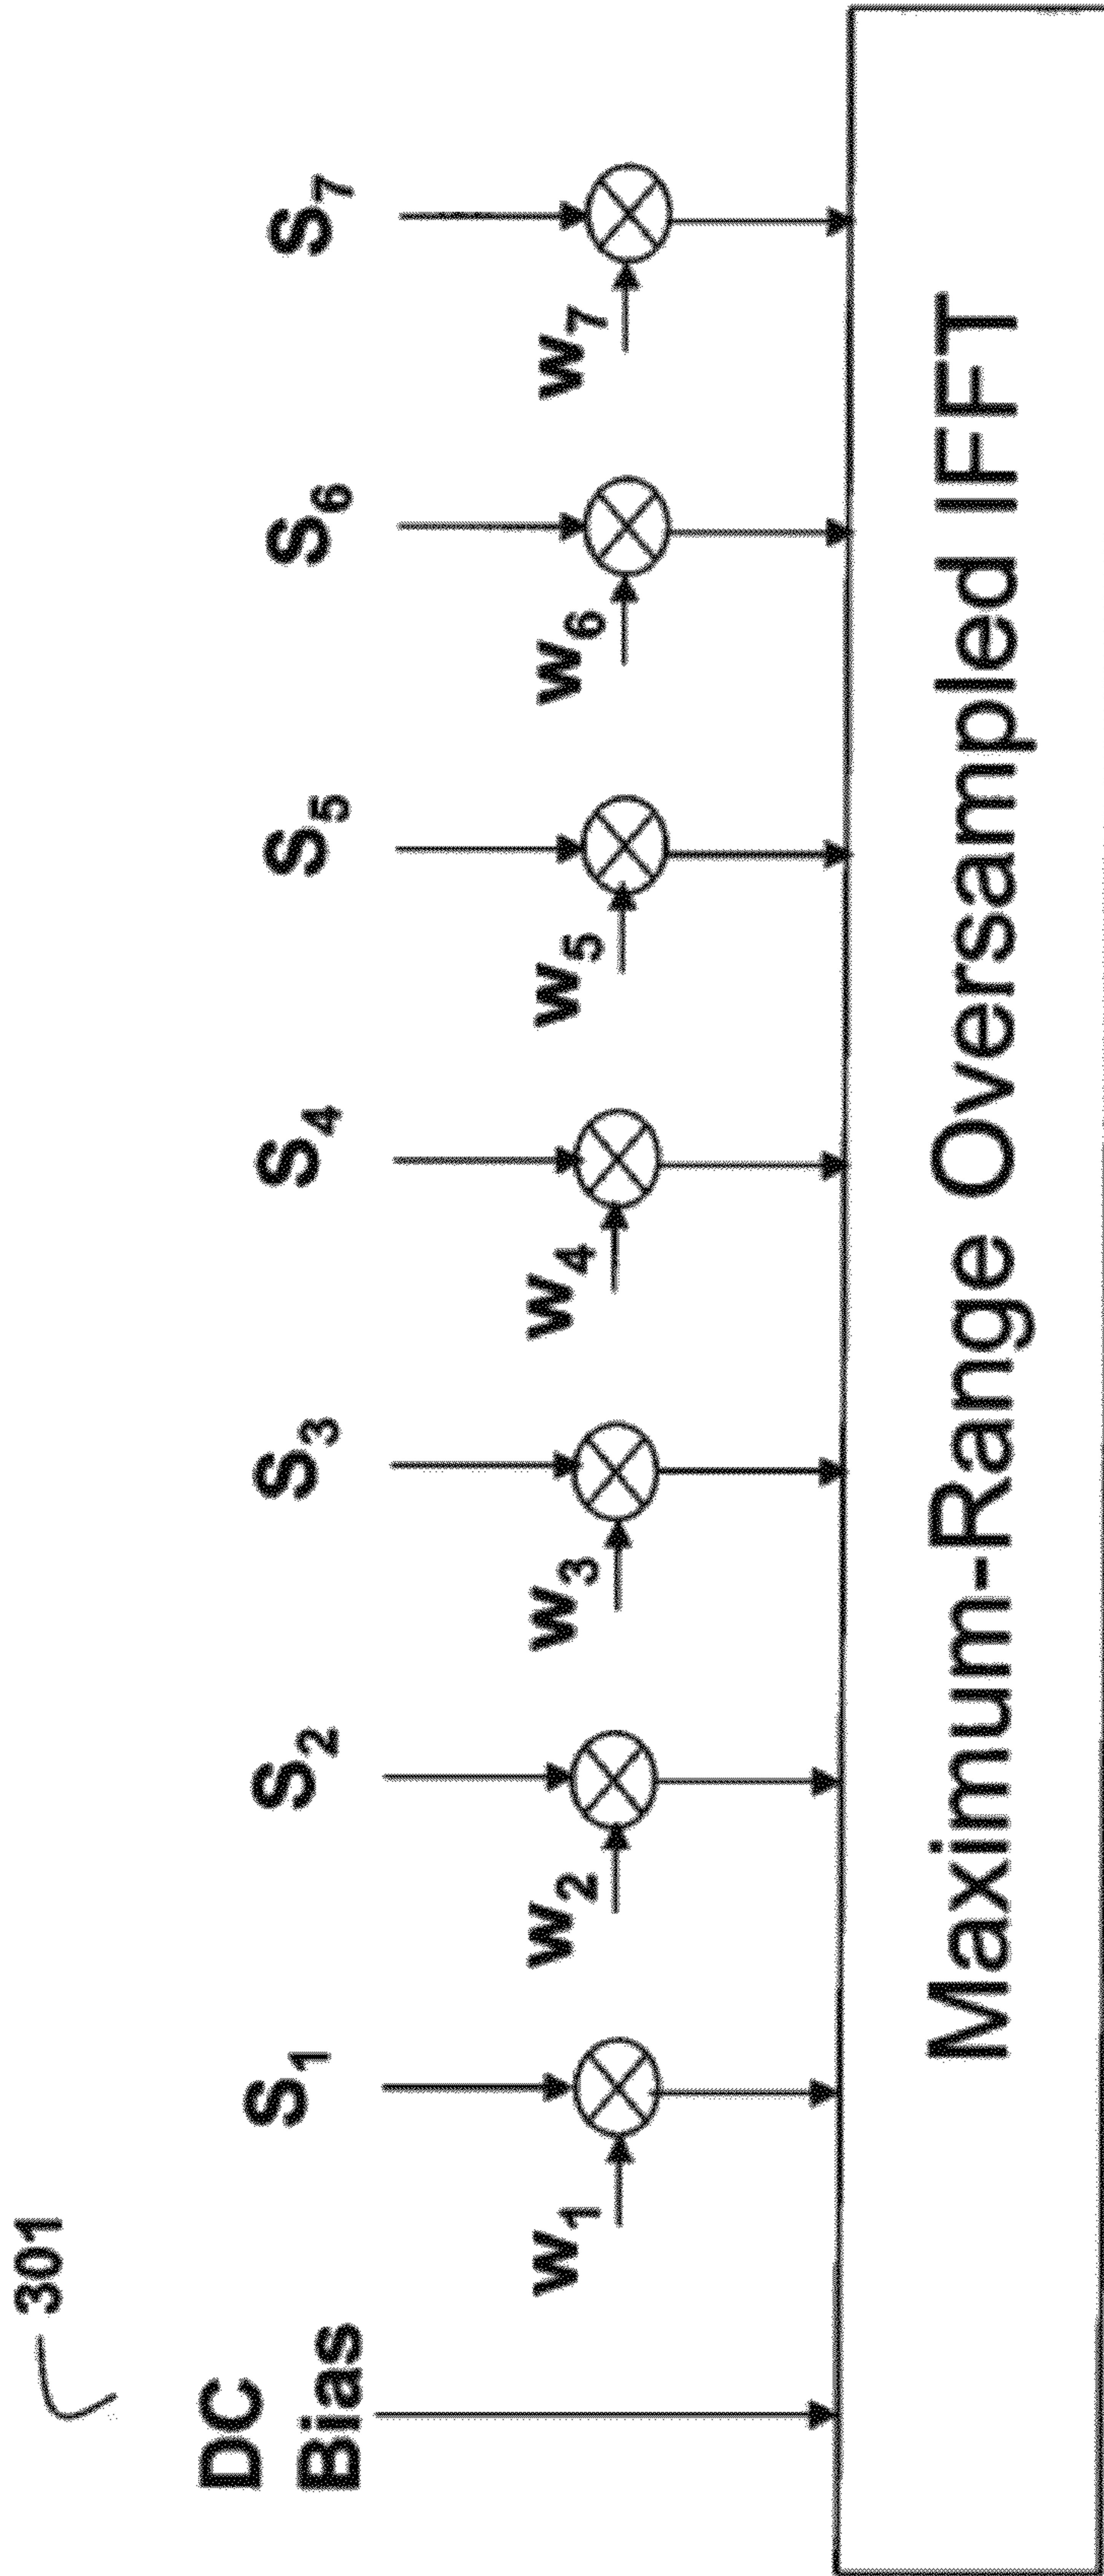 301
DC
Bias
S1
S2
S3
S4
S5
S6
S7
W1
W2
W3
W4
W5
W6
W7
Maximum-Range Oversampled IFFT